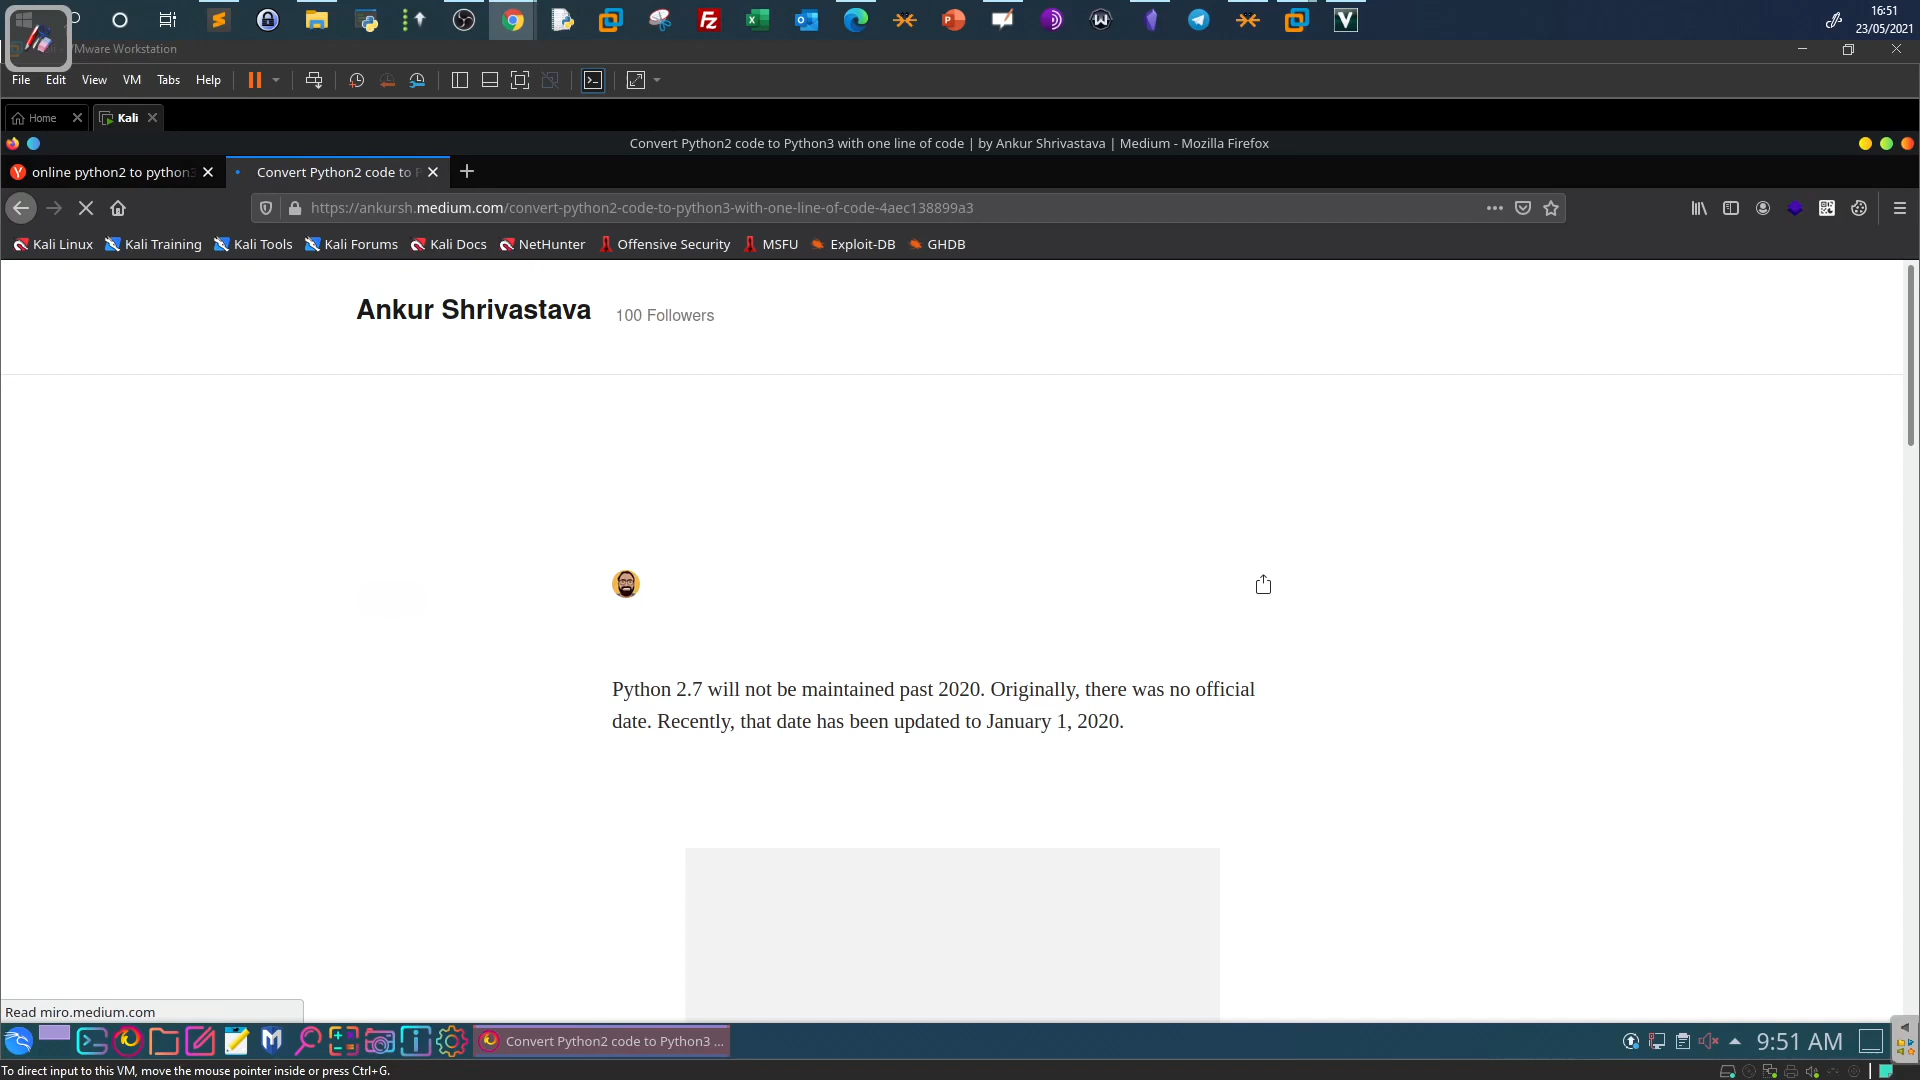 16:51
23/05/2021
VMware Workstation
File Edit View VM Tabs Help
Home Kali
Convert Python2 code to Python3 with one line of code | by Ankur Shrivastava | Medium - Mozilla Firefox
online python2 to python3 Convert Python2 code to P
https://ankursh.medium.com/convert-python2-code-to-python3-with-one-line-of-code-4aec138899a3
Kali Linux Kali Training Kali Tools Kali Forums Kali Docs NetHunter Offensive Security MSFU Exploit-DB GHDB
Ankur Shrivastava 100 Followers
Python 2.7 will not be maintained past 2020. Originally, there was no official
date. Recently, that date has been updated to January 1, 2020.
Read miro.medium.com
Convert Python2 code to Python3 ...
9:51 AM
To direct input to this VM, move the mouse pointer inside or press Ctrl+G.